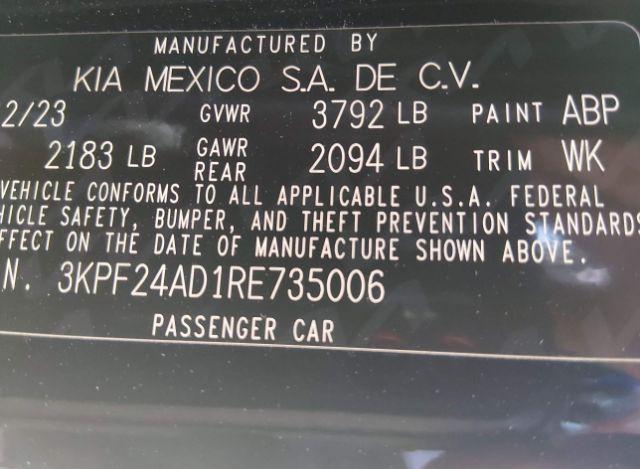 MANUFACTURED BY
KIA MEXICO S.A. DE C.V.
2/23 GVWR 3792 LB PAINT ABP
2183 LB GAWR REAR 2094 LB TRIM WK
VEHICLE CONFORMS TO ALL APPLICABLE U.S.A. FEDERAL
HICLE SAFETY, BUMPER, AND THEFT PREVENTION STANDARDS
FFECT ON THE DATE OF MANUFACTURE SHOWN ABOVE.
N. 3KPF24AD1RE735006
PASSENGER CAR